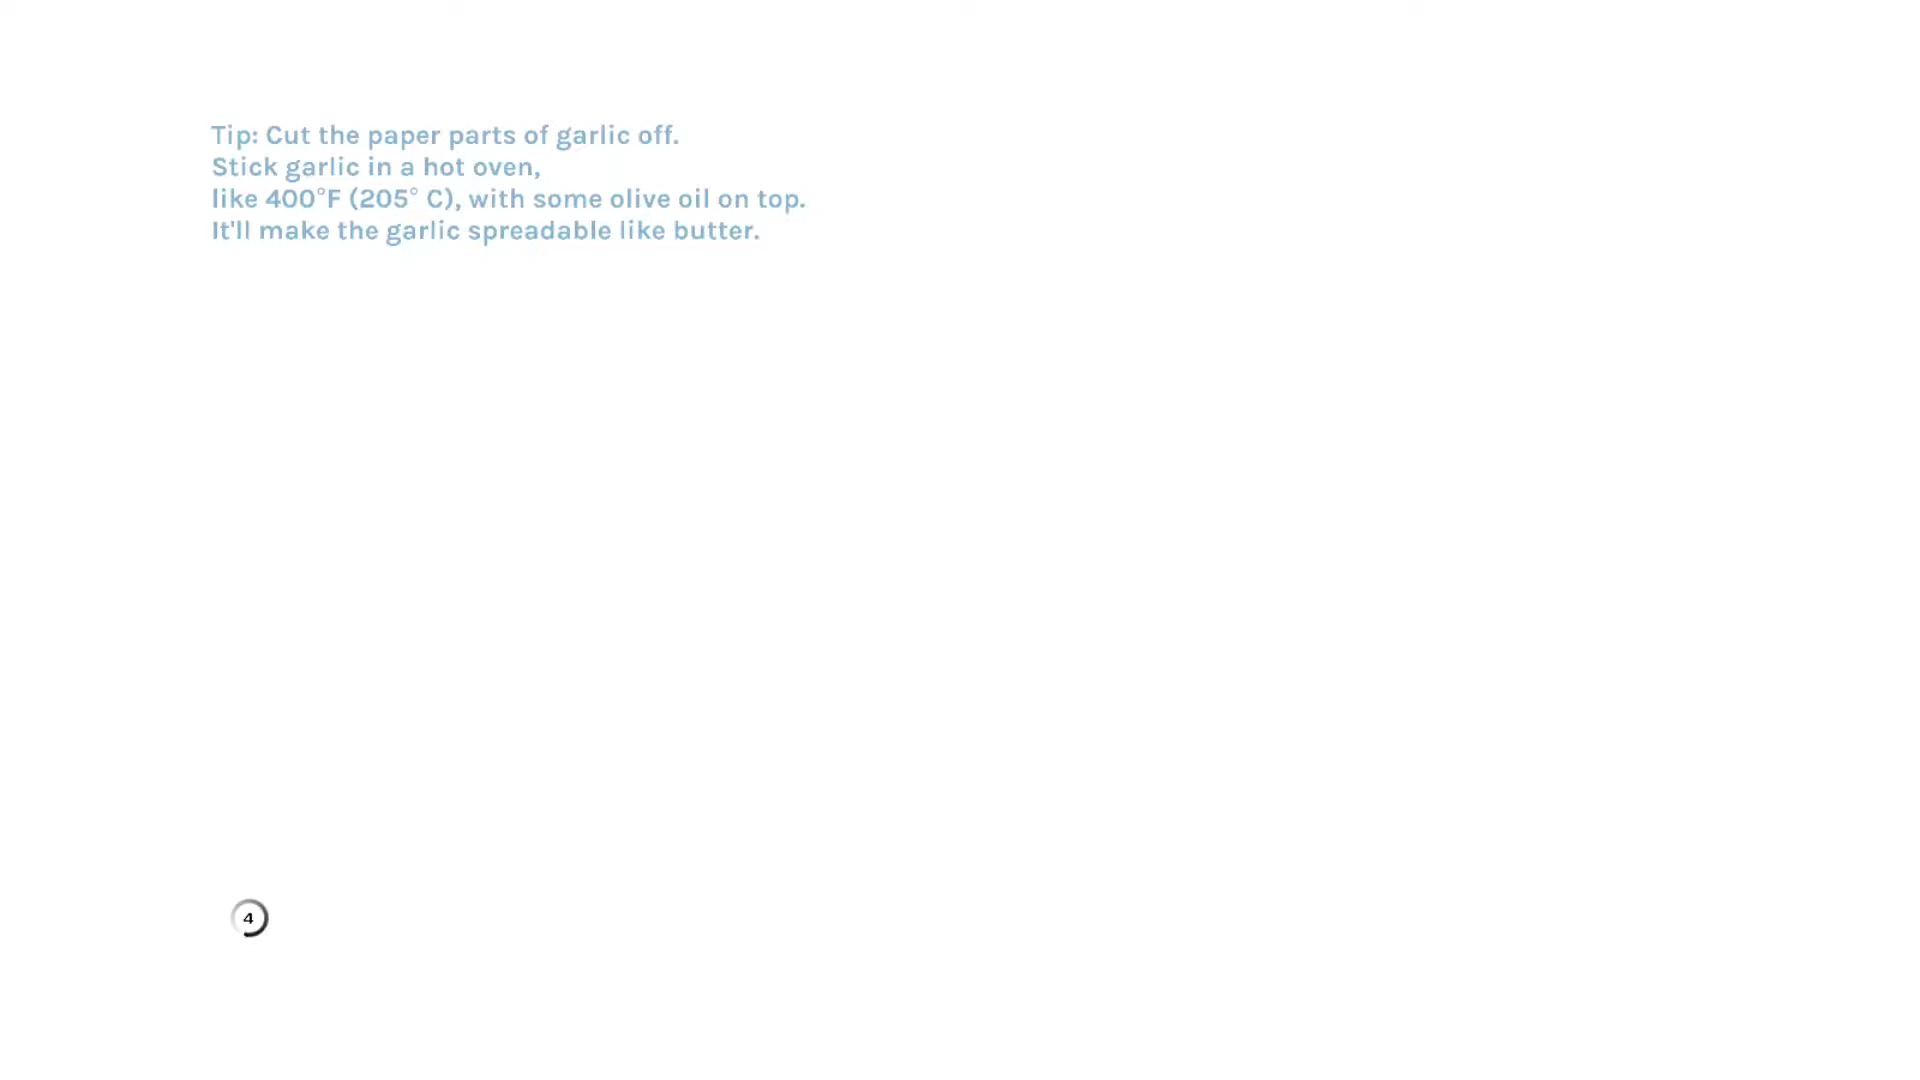 Tip: Cut the paper parts of garlic off.
Stick garlic in a hot oven,
like 400°F (205° C), with some olive oil on top.
It'll make the garlic spreadable like butter.
4